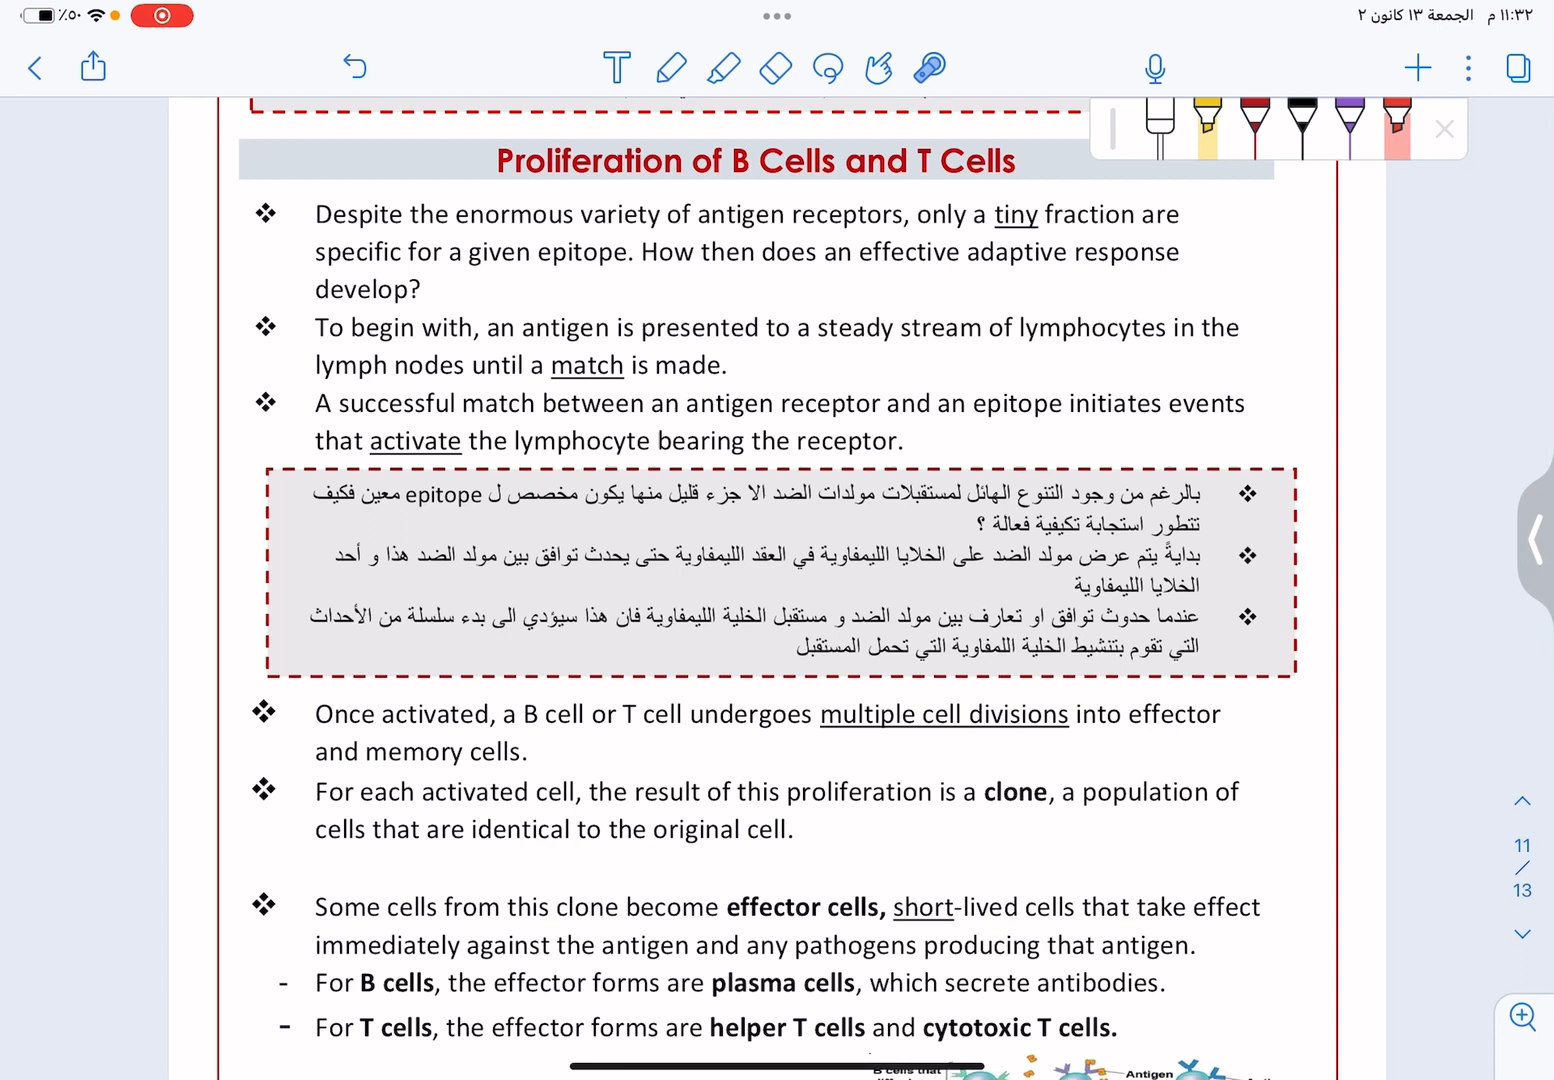 ٪٥٠
١١:٣٢ م الجمعة ١٣ كانون ٢
Proliferation of B Cells and T Cells
❖ Despite the enormous variety of antigen receptors, only a tiny fraction are
specific for a given epitope. How then does an effective adaptive response
develop?
❖ To begin with, an antigen is presented to a steady stream of lymphocytes in the
lymph nodes until a match is made.
❖ A successful match between an antigen receptor and an epitope initiates events
that activate the lymphocyte bearing the receptor.
❖ بالرغم من وجود التنوع الهائل لمستقبلات مولدات الضد الا جزء قليل منها يكون مخصص ل epitope معين فكيف
تتطور استجابة تكيفية فعالة ؟
❖ بدايةً يتم عرض مولد الضد على الخلايا الليمفاوية في العقد الليمفاوية حتى يحدث توافق بين مولد الضد هذا و أحد
الخلايا الليمفاوية
❖ عندما حدوث توافق او تعارف بين مولد الضد و مستقبل الخلية الليمفاوية فان هذا سيؤدي الى بدء سلسلة من الأحداث
التي تقوم بتنشيط الخلية اللمفاوية التي تحمل المستقبل
❖ Once activated, a B cell or T cell undergoes multiple cell divisions into effector
and memory cells.
❖ For each activated cell, the result of this proliferation is a clone, a population of
cells that are identical to the original cell.
❖ Some cells from this clone become effector cells, short-lived cells that take effect
immediately against the antigen and any pathogens producing that antigen.
- For B cells, the effector forms are plasma cells, which secrete antibodies.
- For T cells, the effector forms are helper T cells and cytotoxic T cells.
B cells that
Antigen
11
/
13